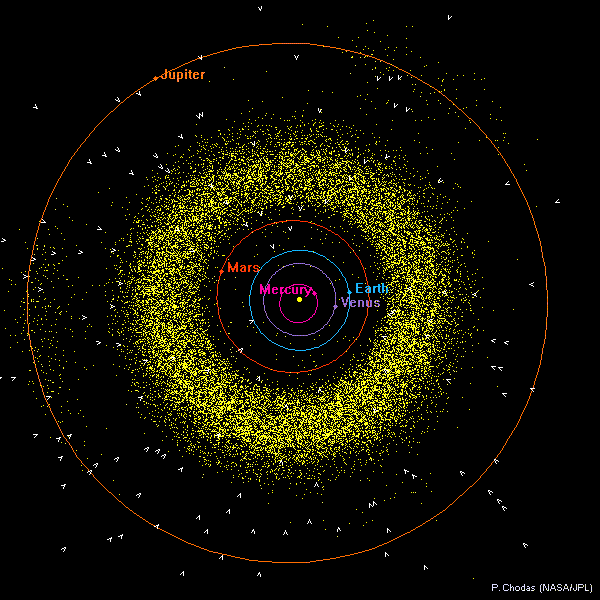 Jupiter
Mars
Mercury
Earth
Venus
P. Chodas (NASA/JPL)